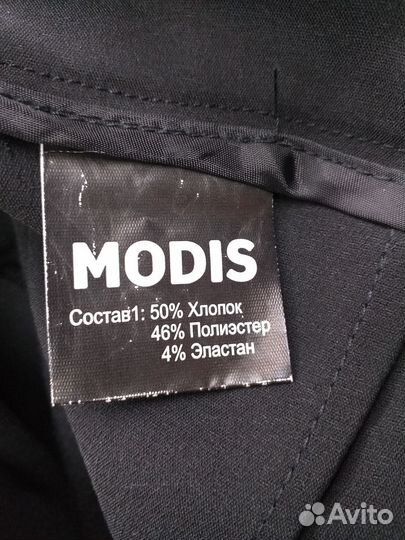 MODIS
Состав1: 50% Хлопок
46% Полиэстер
4% Эластан
Avito